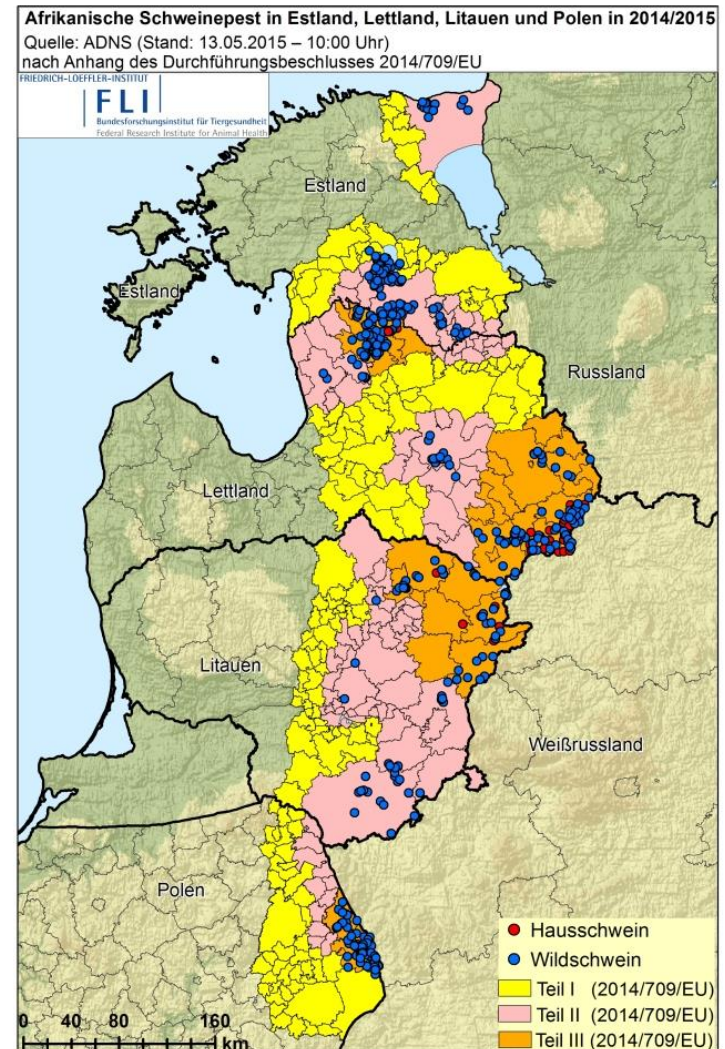 Afrikanische Schweinepest in Estland, Lettland, Litauen und Polen in 2014/2015
Quelle: ADNS (Stand: 13.05.2015 – 10:00 Uhr)
nach Anhang des Durchführungsbeschlusses 2014/709/EU
FRIEDRICH-LOEFFLER-INSTITUT
FLI
Bundesforschungsinstitut für Tiergesundheit
Federal Research Institute for Animal Health
Estland
Estland
Russland
Lettland
Litauen
Weißrussland
Polen
Hausschwein
Wildschwein
Teil I (2014/709/EU)
Teil II (2014/709/EU)
Teil III (2014/709/EU)
0 40 80 160
km